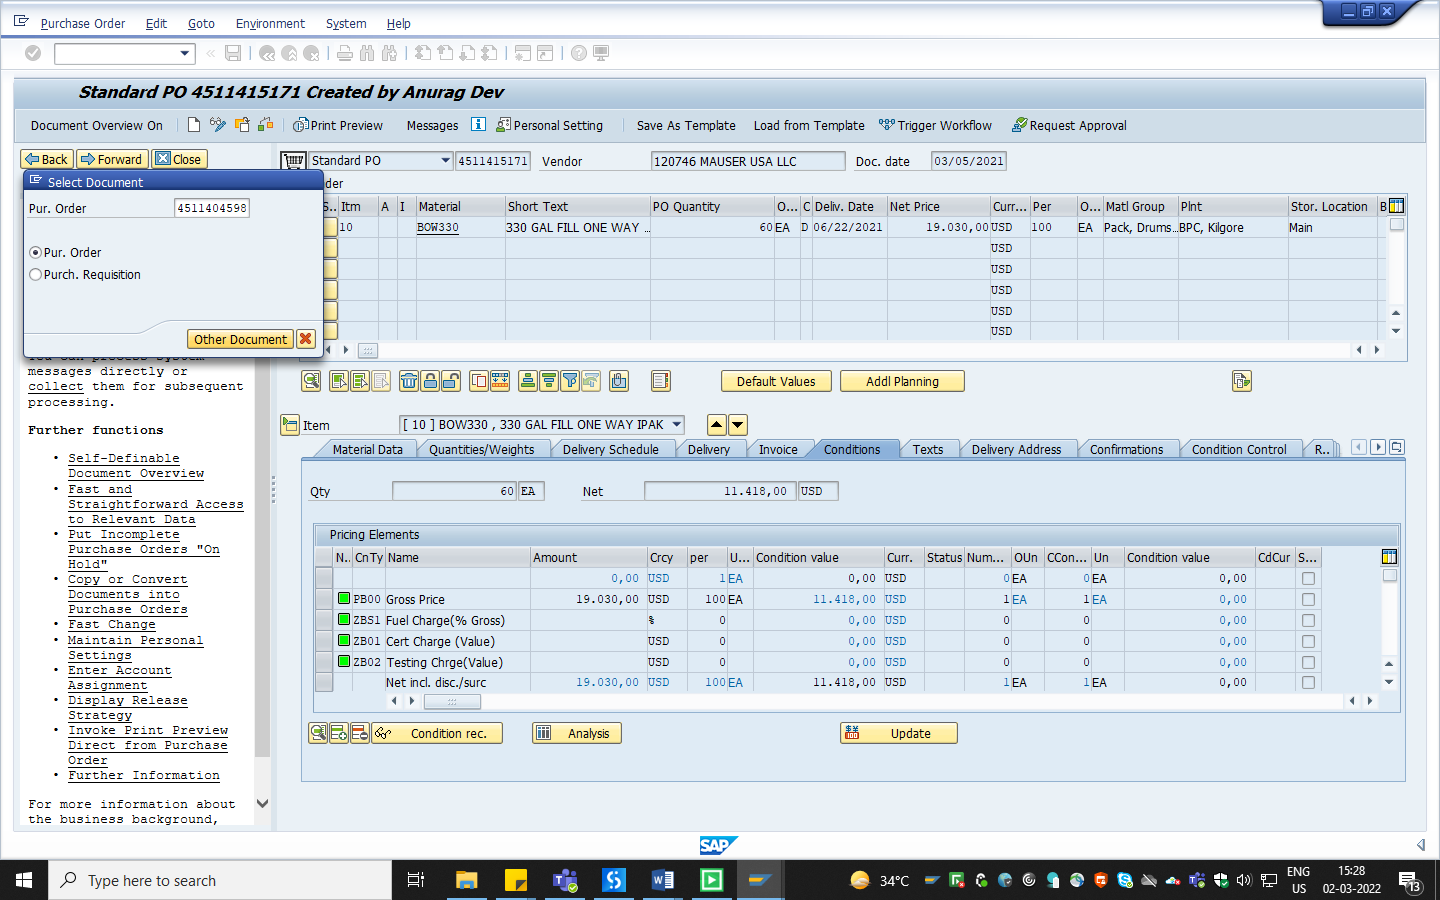 Purchase Order Edit Goto Environment System Help
Standard PO 4511415171 Created by Anurag Dev
Document Overview On Print Preview Messages Personal Setting Save As Template Load from Template Trigger Workflow Request Approval
Back Forward Close
Standard PO 4511415171 Vendor 120746 MAUSER USA LLC Doc. date 03/05/2021
Select Document
der
Pur. Order 4511404598
Pur. Order
Purch. Requisition
Other Document
S.. Itm A I Material Short Text PO Quantity O... C Deliv. Date Net Price Curr... Per O... Matl Group Plnt Stor. Location B
10 BOW330 330 GAL FILL ONE WAY ... 60 EA D 06/22/2021 19.030,00 USD 100 EA Pack, Drums... BPC, Kilgore Main
USD
USD
USD
USD
USD
messages directly or
collect them for subsequent
processing.
Further functions
• Self-Definable
Document Overview
• Fast and
Straightforward Access
to Relevant Data
• Put Incomplete
Purchase Orders "On
Hold"
• Copy or Convert
Documents into
Purchase Orders
• Fast Change
• Maintain Personal
Settings
• Enter Account
Assignment
• Display Release
Strategy
• Invoke Print Preview
Direct from Purchase
Order
• Further Information
For more information about
the business background,
Default Values Addl Planning
Item [ 10 ] BOW330 , 330 GAL FILL ONE WAY IPAK
Material Data Quantities/Weights Delivery Schedule Delivery Invoice Conditions Texts Delivery Address Confirmations Condition Control R..
Qty 60 EA Net 11.418,00 USD
Pricing Elements
N.. CnTy Name Amount Crcy per U... Condition value Curr. Status Num... OUn CCon... Un Condition value CdCur S...
0,00 USD 1 EA 0,00 USD 0 EA 0 EA 0,00
PB00 Gross Price 19.030,00 USD 100 EA 11.418,00 USD 1 EA 1 EA 0,00
ZBS1 Fuel Charge(% Gross) % 0 0,00 USD 0 0 0,00
ZB01 Cert Charge (Value) USD 0 0,00 USD 0 0 0,00
ZB02 Testing Chrge(Value) USD 0 0,00 USD 0 0 0,00
Net incl. disc./surc 19.030,00 USD 100 EA 11.418,00 USD 1 EA 1 EA 0,00
Condition rec. Analysis Update
SAP
Type here to search
34°C
ENG
US
15:28
02-03-2022
13